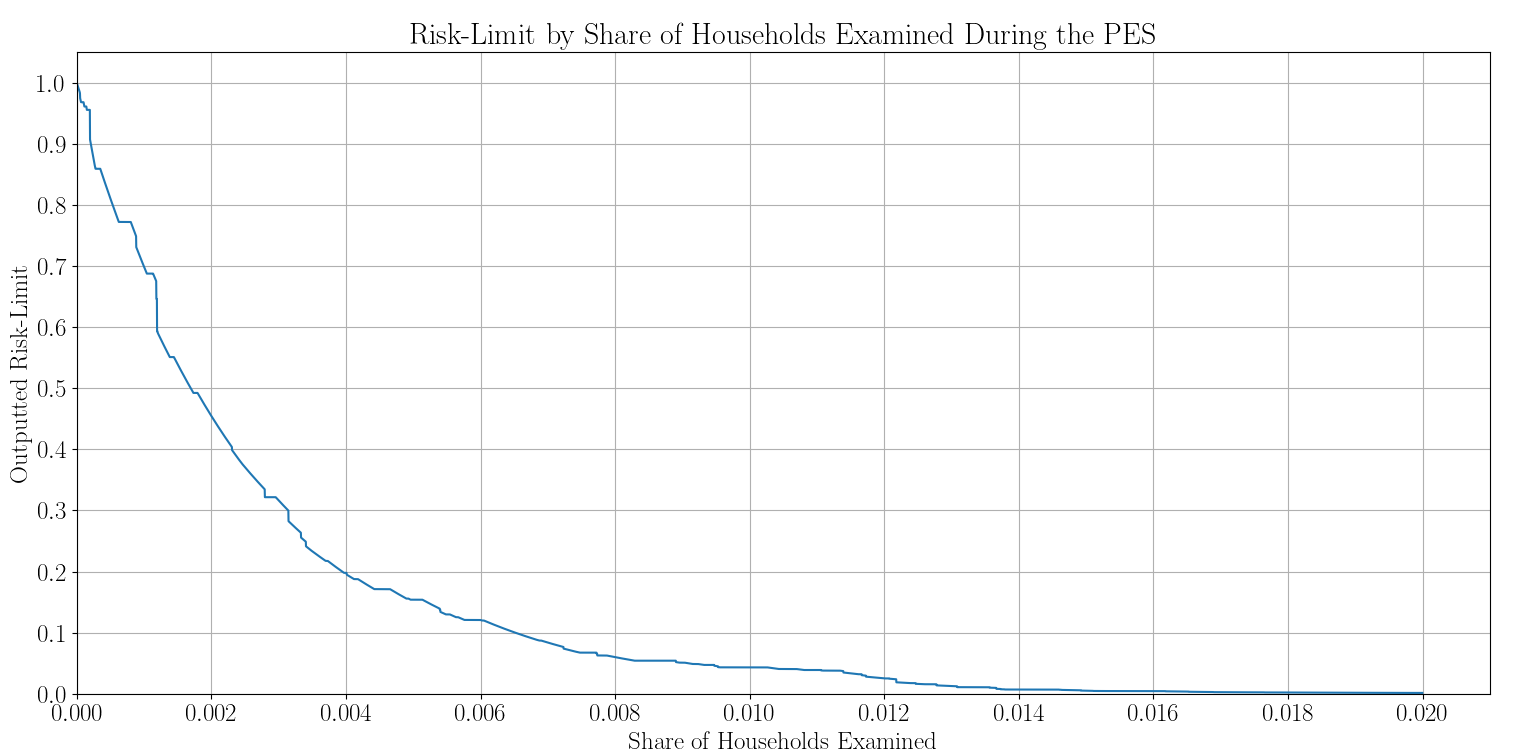 Risk-Limit by Share of Households Examined During the PES
1.0
0.9
0.8
0.7
0.6
0.5
0.4
0.3
0.2
0.1
0.0
Outputted Risk-Limit
0.000 0.002 0.004 0.006 0.008 0.010 0.012 0.014 0.016 0.018 0.020
Share of Households Examined